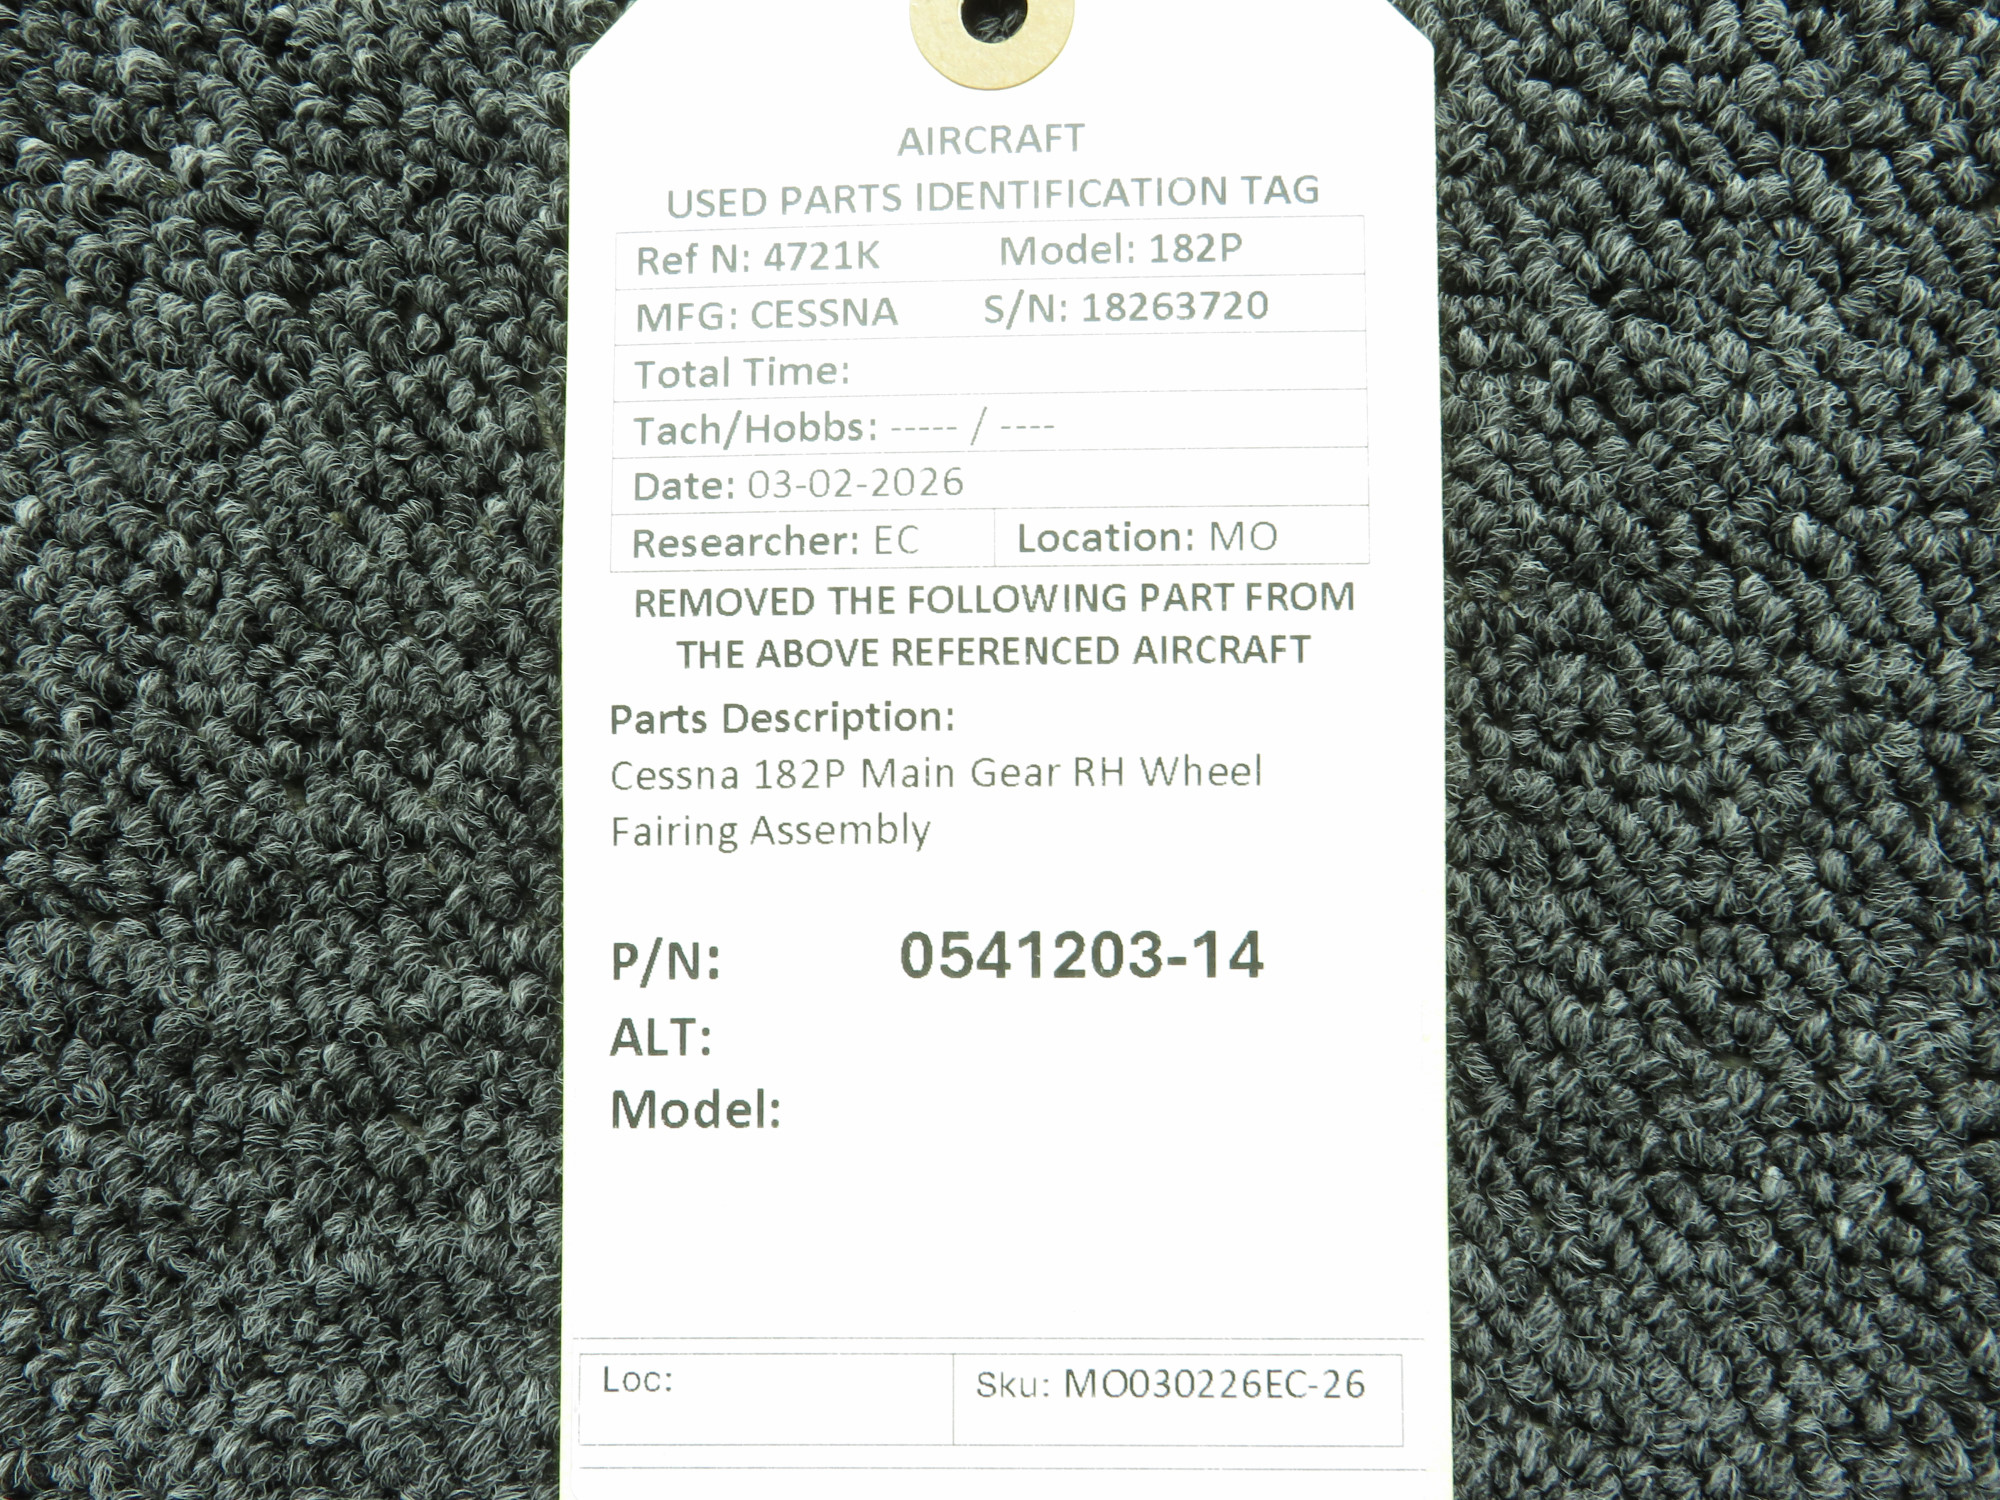 AIRCRAFT
USED PARTS IDENTIFICATION TAG
Ref N: 4721K Model: 182P
MFG: CESSNA S/N: 18263720
Total Time:
Tach/Hobbs: ----- / ----
Date: 03-02-2026
Researcher: EC Location: MO
REMOVED THE FOLLOWING PART FROM
THE ABOVE REFERENCED AIRCRAFT
Parts Description:
Cessna 182P Main Gear RH Wheel
Fairing Assembly
P/N: 0541203-14
ALT:
Model:
Loc: Sku: MO030226EC-26